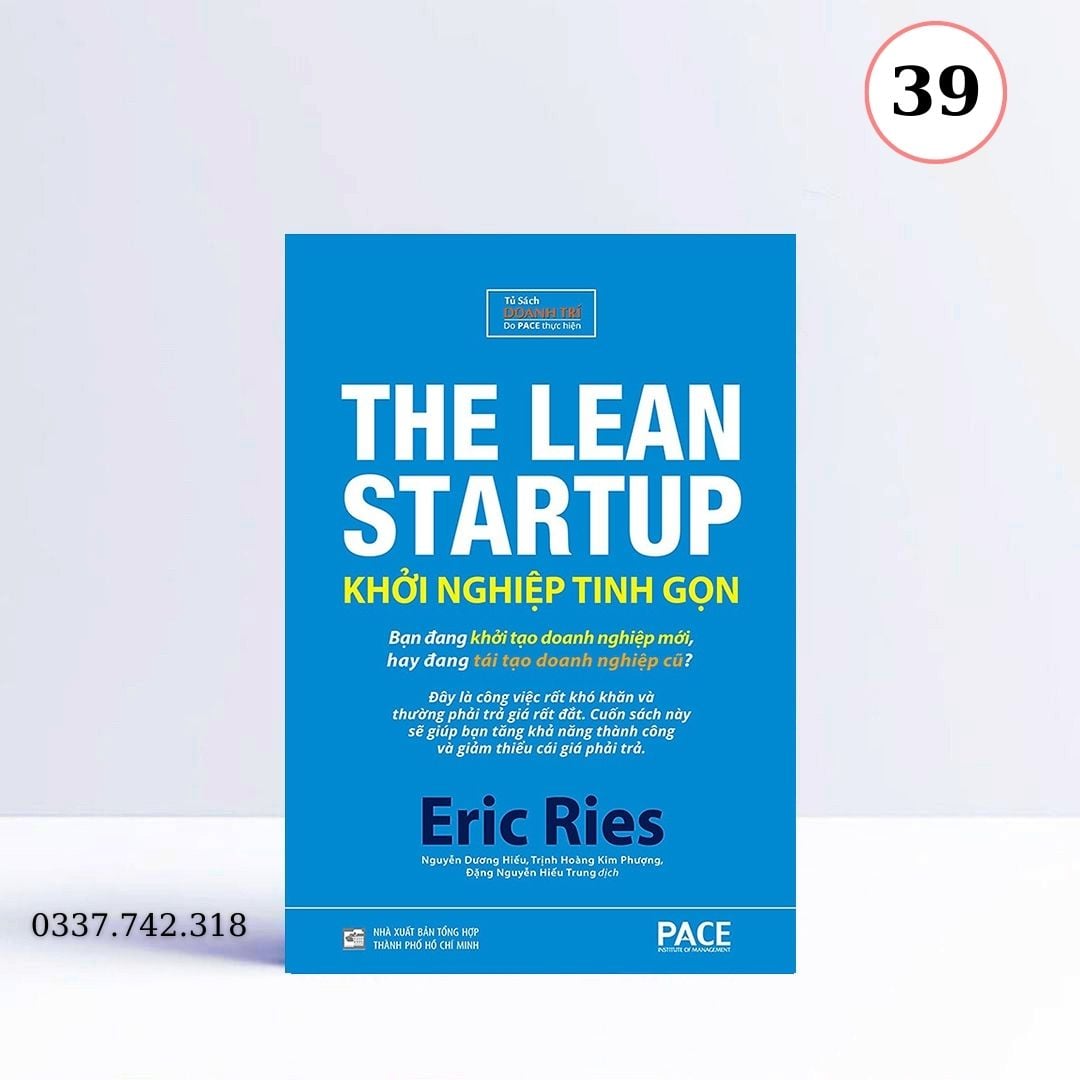 39
Tủ Sách
DOANH TRÍ
Do PACE thực hiện
THE LEAN
STARTUP
KHỞI NGHIỆP TINH GỌN
Bạn đang khởi tạo doanh nghiệp mới,
hay đang tái tạo doanh nghiệp cũ?
Đây là công việc rất khó khăn và
thường phải trả giá rất đắt. Cuốn sách này
sẽ giúp bạn tăng khả năng thành công
và giảm thiểu cái giá phải trả.
Eric Ries
Nguyễn Dương Hiếu, Trịnh Hoàng Kim Phượng,
Đặng Nguyễn Hiếu Trung dịch
0337.742.318
NHÀ XUẤT BẢN TỔNG HỢP
THÀNH PHỐ HỒ CHÍ MINH
PACE
INSTITUTE OF MANAGEMENT